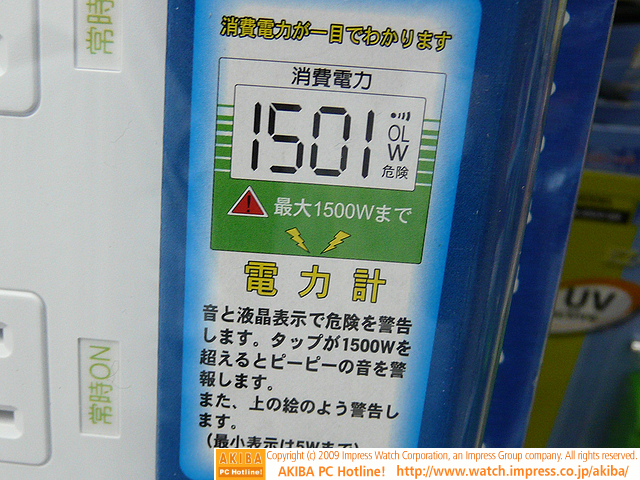 消費電力が一目でわかります
常時
消費電力
1501
OL
W
危険
最大1500Wまで
電力計
音と液晶表示で危険を警告
します。タップが1500Wを
超えるとピーピーの音を警
報します。
また、上の絵のよう警告し
ます。
(最小表示は5Wまで)
常時ON
UV
AKIBA
PC Hotline!
Copyright (c) 2009 Impress Watch Corporation, an Impress Group company. All rights reserved.
AKIBA PC Hotline! http://www.watch.impress.co.jp/akiba/